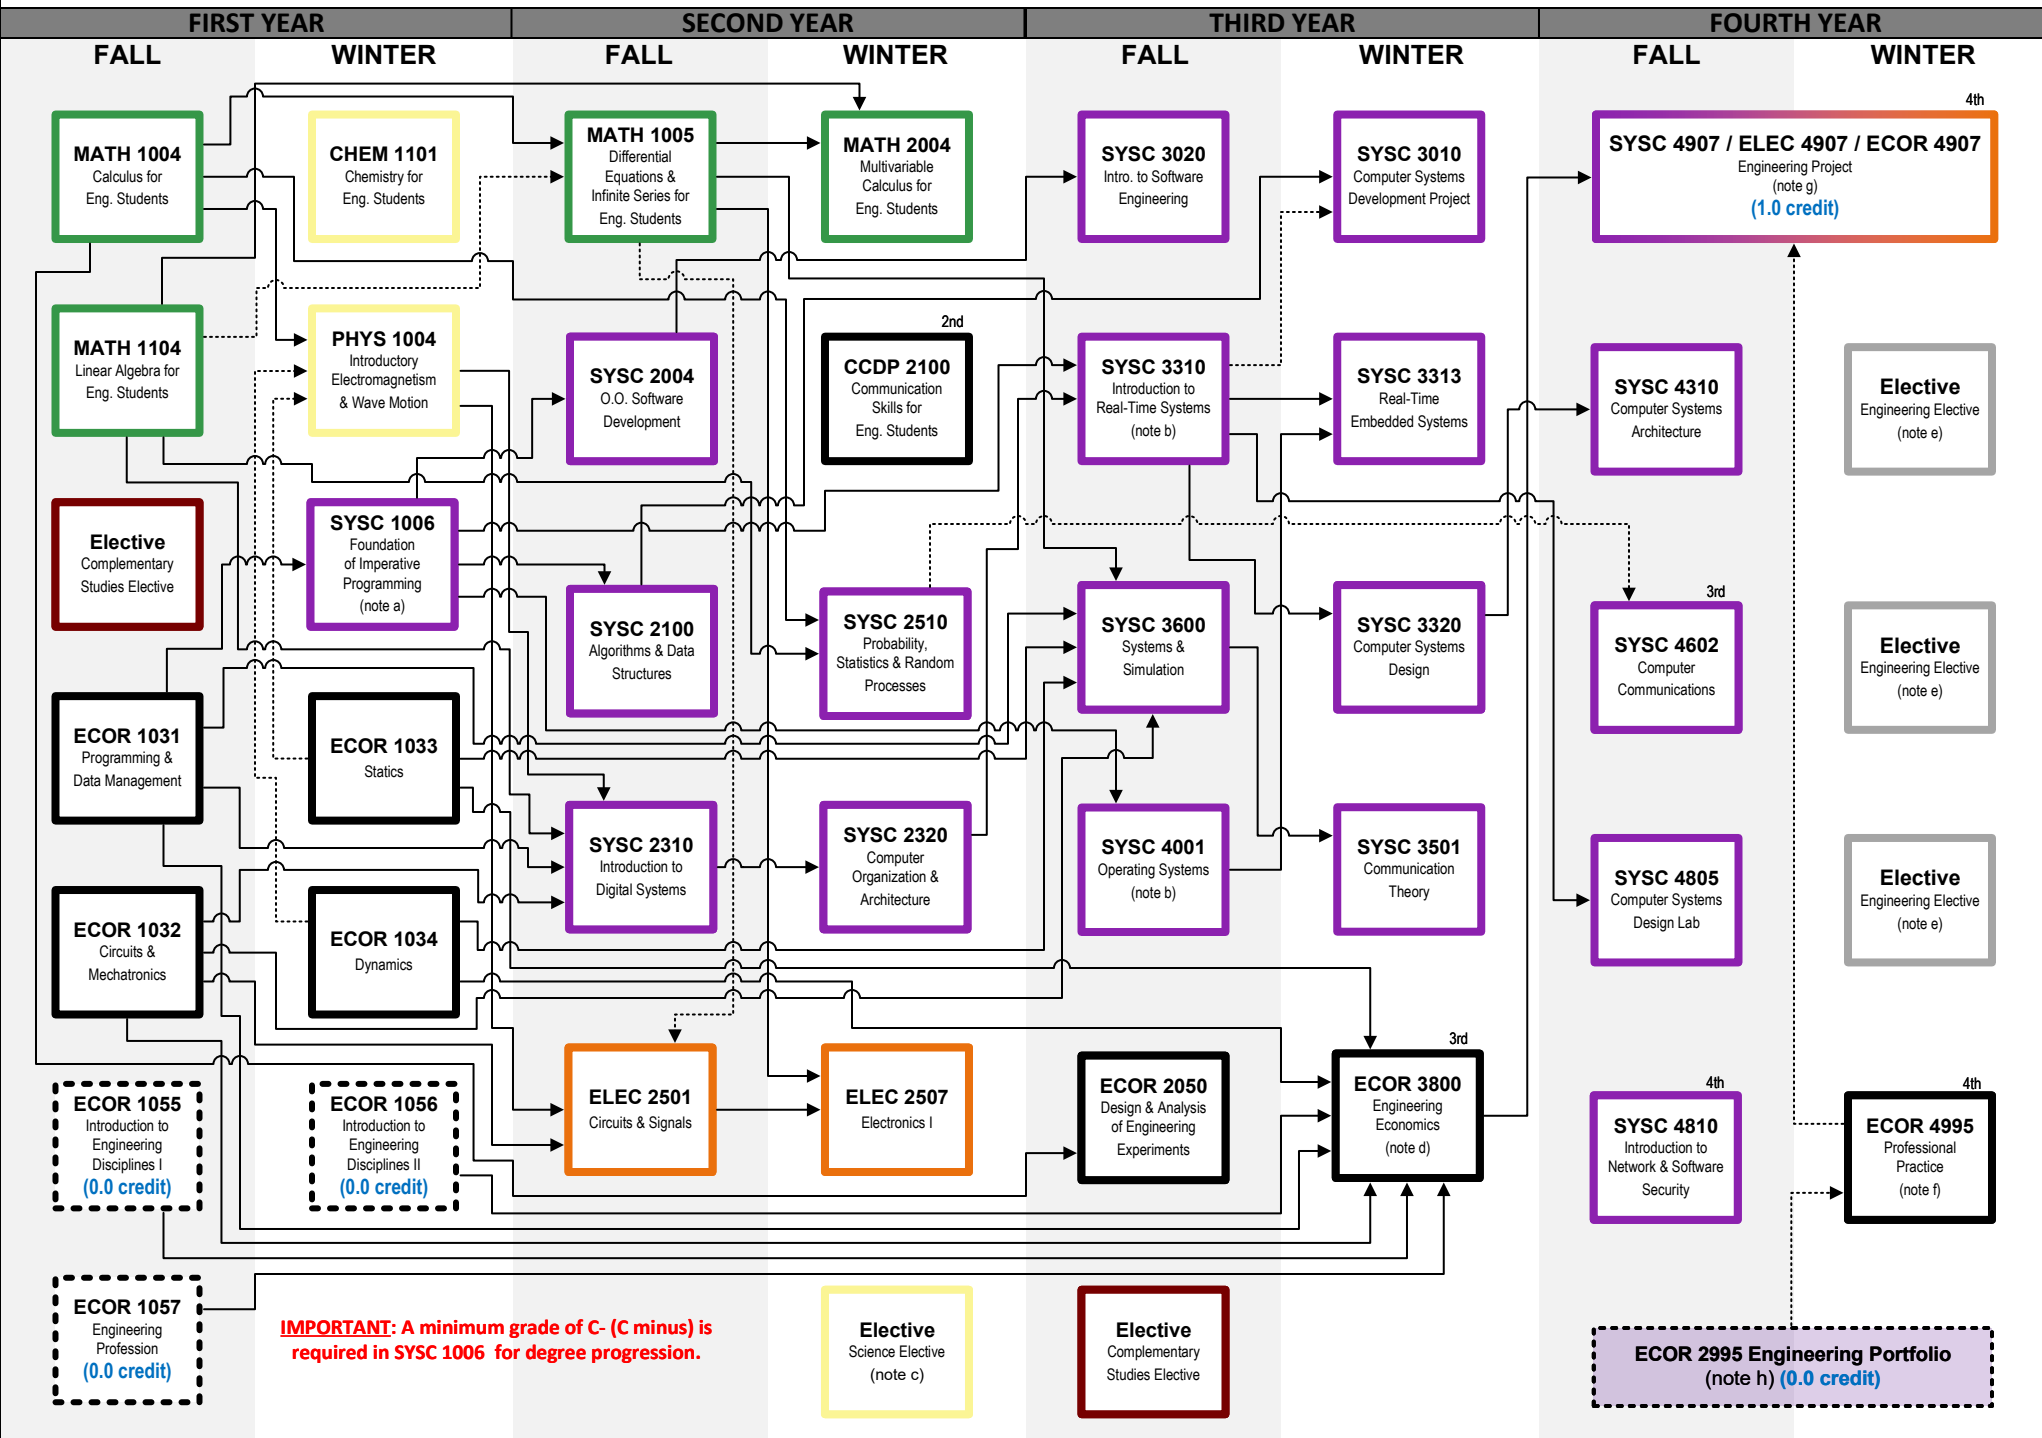 FIRST YEAR
SECOND YEAR
THIRD YEAR
FOURTH YEAR
FALL
WINTER
FALL
WINTER
FALL
WINTER
FALL
WINTER
MATH 1004
Calculus for
Eng. Students
CHEM 1101
Chemistry for
Eng. Students
MATH 1005
Differential
Equations &
Infinite Series for
Eng. Students
MATH 2004
Multivariable
Calculus for
Eng. Students
SYSC 3020
Intro. to Software
Engineering
SYSC 3010
Computer Systems
Development Project
4th
SYSC 4907 / ELEC 4907 / ECOR 4907
Engineering Project
(note g)
(1.0 credit)
MATH 1104
Linear Algebra for
Eng. Students
PHYS 1004
Introductory
Electromagnetism
& Wave Motion
SYSC 2004
O.O. Software
Development
2nd
CCDP 2100
Communication
Skills for
Eng. Students
SYSC 3310
Introduction to
Real-Time Systems
(note b)
SYSC 3313
Real-Time
Embedded Systems
SYSC 4310
Computer Systems
Architecture
Elective
Engineering Elective
(note e)
Elective
Complementary
Studies Elective
SYSC 1006
Foundation
of Imperative
Programming
(note a)
SYSC 2100
Algorithms & Data
Structures
SYSC 2510
Probability,
Statistics & Random
Processes
SYSC 3600
Systems &
Simulation
SYSC 3320
Computer Systems
Design
3rd
SYSC 4602
Computer
Communications
Elective
Engineering Elective
(note e)
ECOR 1031
Programming &
Data Management
ECOR 1033
Statics
SYSC 2310
Introduction to
Digital Systems
SYSC 2320
Computer
Organization &
Architecture
SYSC 4001
Operating Systems
(note b)
SYSC 3501
Communication
Theory
SYSC 4805
Computer Systems
Design Lab
Elective
Engineering Elective
(note e)
ECOR 1032
Circuits &
Mechatronics
ECOR 1034
Dynamics
ELEC 2501
Circuits & Signals
ELEC 2507
Electronics I
ECOR 2050
Design & Analysis
of Engineering
Experiments
3rd
ECOR 3800
Engineering
Economics
(note d)
4th
SYSC 4810
Introduction to
Network & Software
Security
4th
ECOR 4995
Professional
Practice
(note f)
ECOR 1055
Introduction to
Engineering
Disciplines I
(0.0 credit)
ECOR 1056
Introduction to
Engineering
Disciplines II
(0.0 credit)
ECOR 1057
Engineering
Profession
(0.0 credit)
IMPORTANT: A minimum grade of C- (C minus) is
required in SYSC 1006 for degree progression.
Elective
Science Elective
(note c)
Elective
Complementary
Studies Elective
ECOR 2995 Engineering Portfolio
(note h) (0.0 credit)